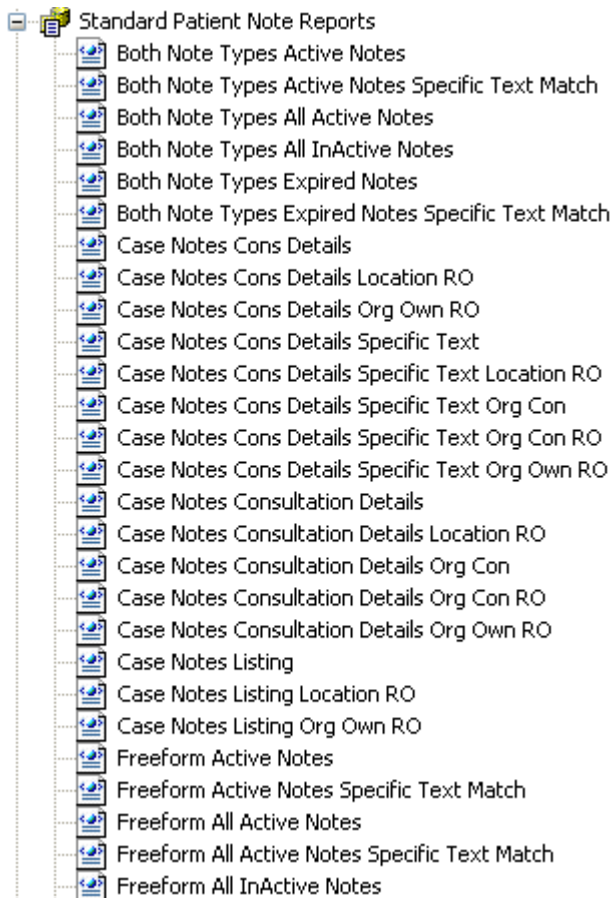 Standard Patient Note Reports
Both Note Types Active Notes
Both Note Types Active Notes Specific Text Match
Both Note Types All Active Notes
Both Note Types All InActive Notes
Both Note Types Expired Notes
Both Note Types Expired Notes Specific Text Match
Case Notes Cons Details
Case Notes Cons Details Location RO
Case Notes Cons Details Org Own RO
Case Notes Cons Details Specific Text
Case Notes Cons Details Specific Text Location RO
Case Notes Cons Details Specific Text Org Con
Case Notes Cons Details Specific Text Org Con RO
Case Notes Cons Details Specific Text Org Own RO
Case Notes Consultation Details
Case Notes Consultation Details Location RO
Case Notes Consultation Details Org Con
Case Notes Consultation Details Org Con RO
Case Notes Consultation Details Org Own RO
Case Notes Listing
Case Notes Listing Location RO
Case Notes Listing Org Own RO
Freeform Active Notes
Freeform Active Notes Specific Text Match
Freeform All Active Notes
Freeform All Active Notes Specific Text Match
Freeform All InActive Notes